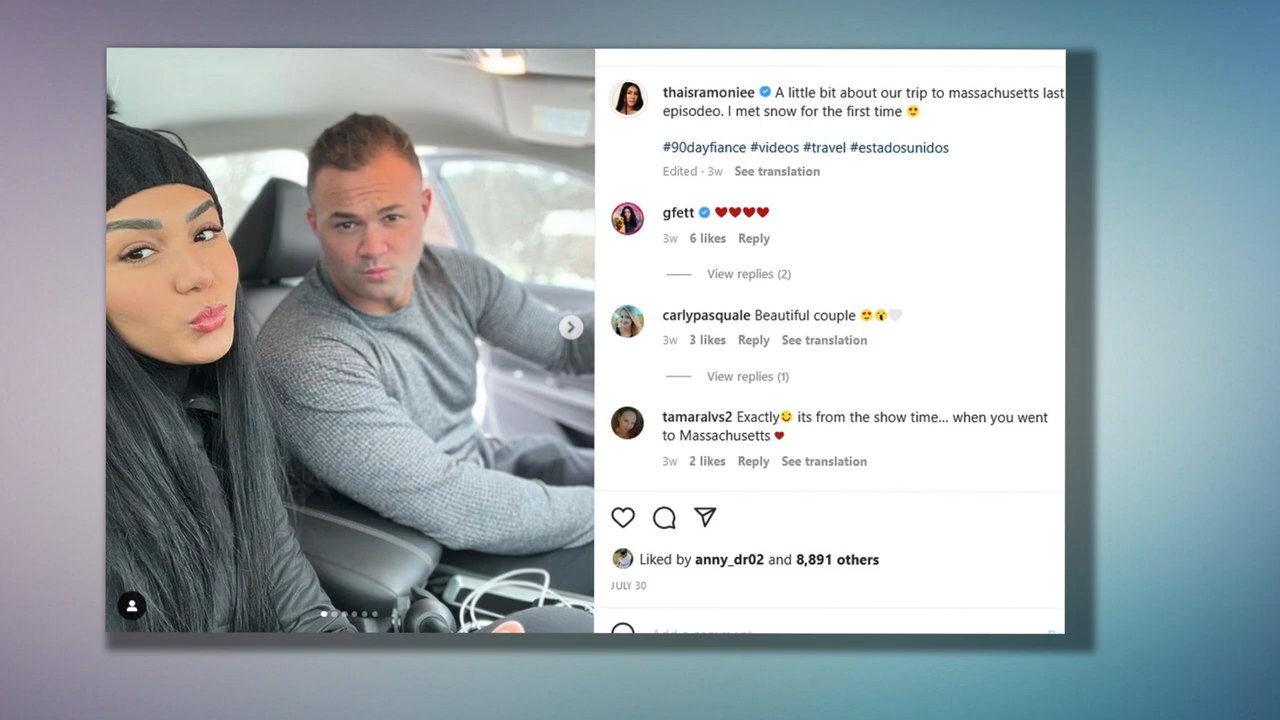 thaisramoniee A little bit about our trip to massachusetts last
episodeo. I met snow for the first time 😍
#90dayfiance #videos #travel #estadosunidos
Edited · 3w See translation
gfett ❤❤❤❤
3w 6 likes Reply
View replies (2)
carlypasquale Beautiful couple 😍😮🤍
3w 3 likes Reply See translation
View replies (1)
tamaralvs2 Exactly😃 its from the show time... when you went
to Massachusetts ❤
3w 2 likes Reply See translation
Liked by anny_dr02 and 8,891 others
JULY 30